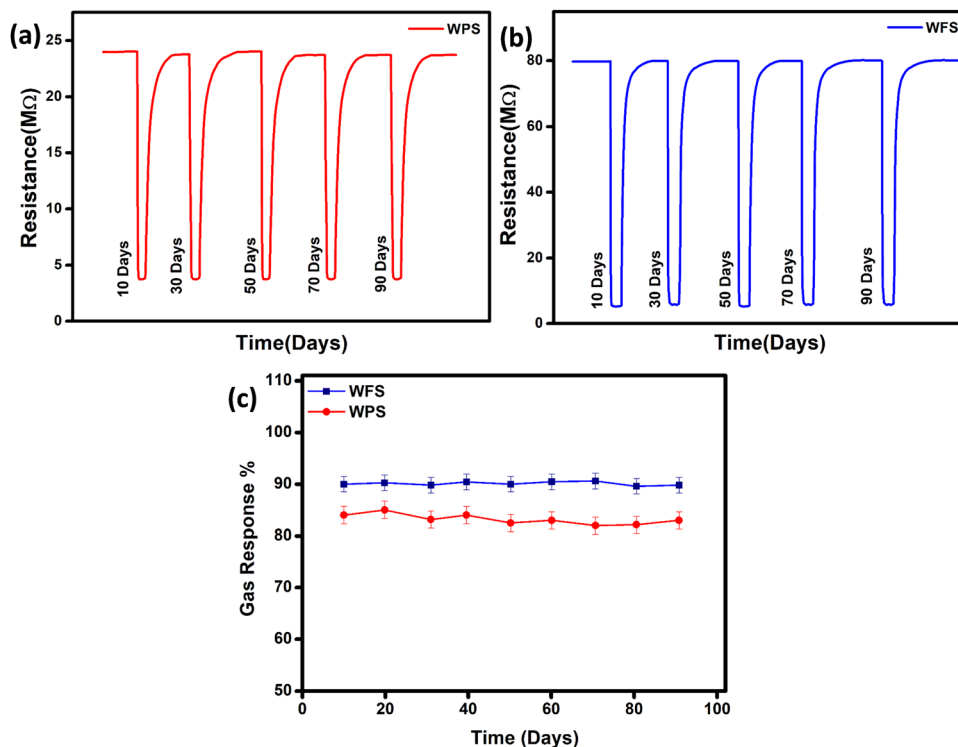 (a)
WPS
Resistance(MΩ)
25
20
15
10
5
0
10 Days
30 Days
50 Days
70 Days
90 Days
Time(Days)
(b)
WFS
Resistance(MΩ)
80
60
40
20
0
10 Days
30 Days
50 Days
70 Days
90 Days
Time(Days)
(c)
WFS
WPS
Gas Response %
110
100
90
80
70
60
50
0 20 40 60 80 100
Time (Days)